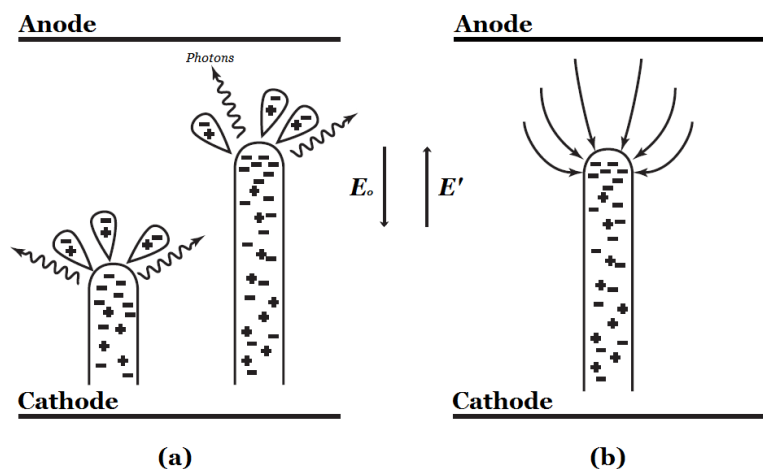 Anode
Photons
Cathode
(a)
E₀
E'
Anode
Cathode
(b)